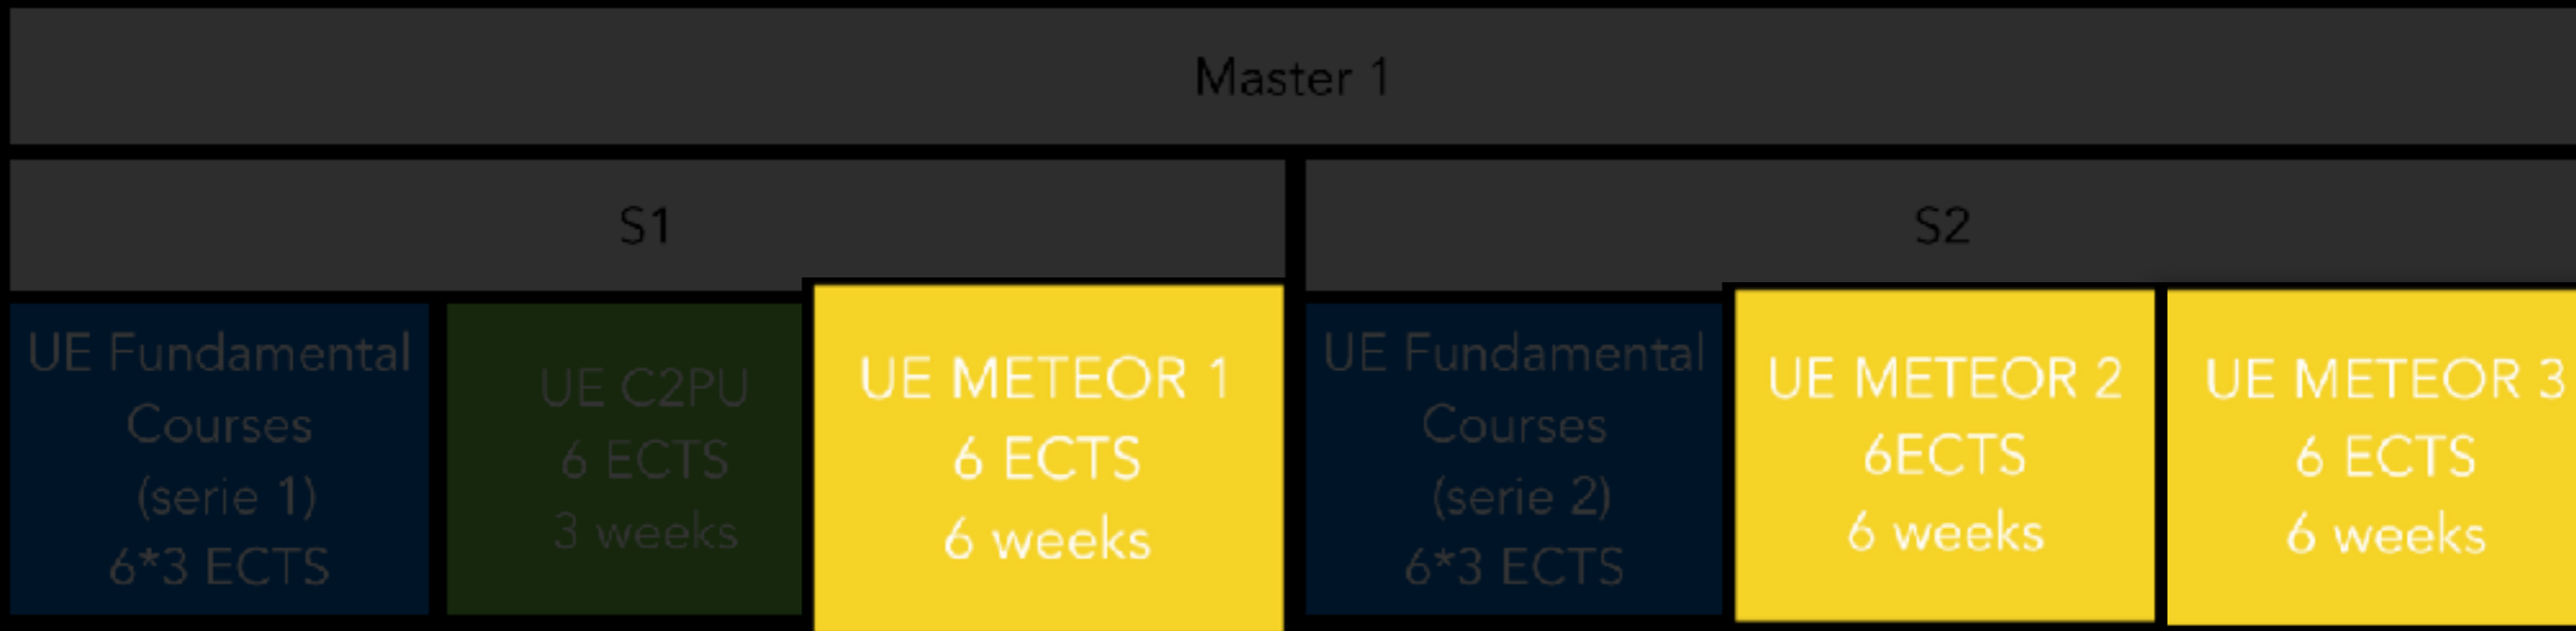 Master 1
S1
S2
UE Fundamental
Courses
(serie 1)
6*3 ECTS
UE C2PU
6 ECTS
3 weeks
UE METEOR 1
6 ECTS
6 weeks
UE Fundamental
Courses
(serie 2)
6*3 ECTS
UE METEOR 2
6ECTS
6 weeks
UE METEOR 3
6 ECTS
6 weeks